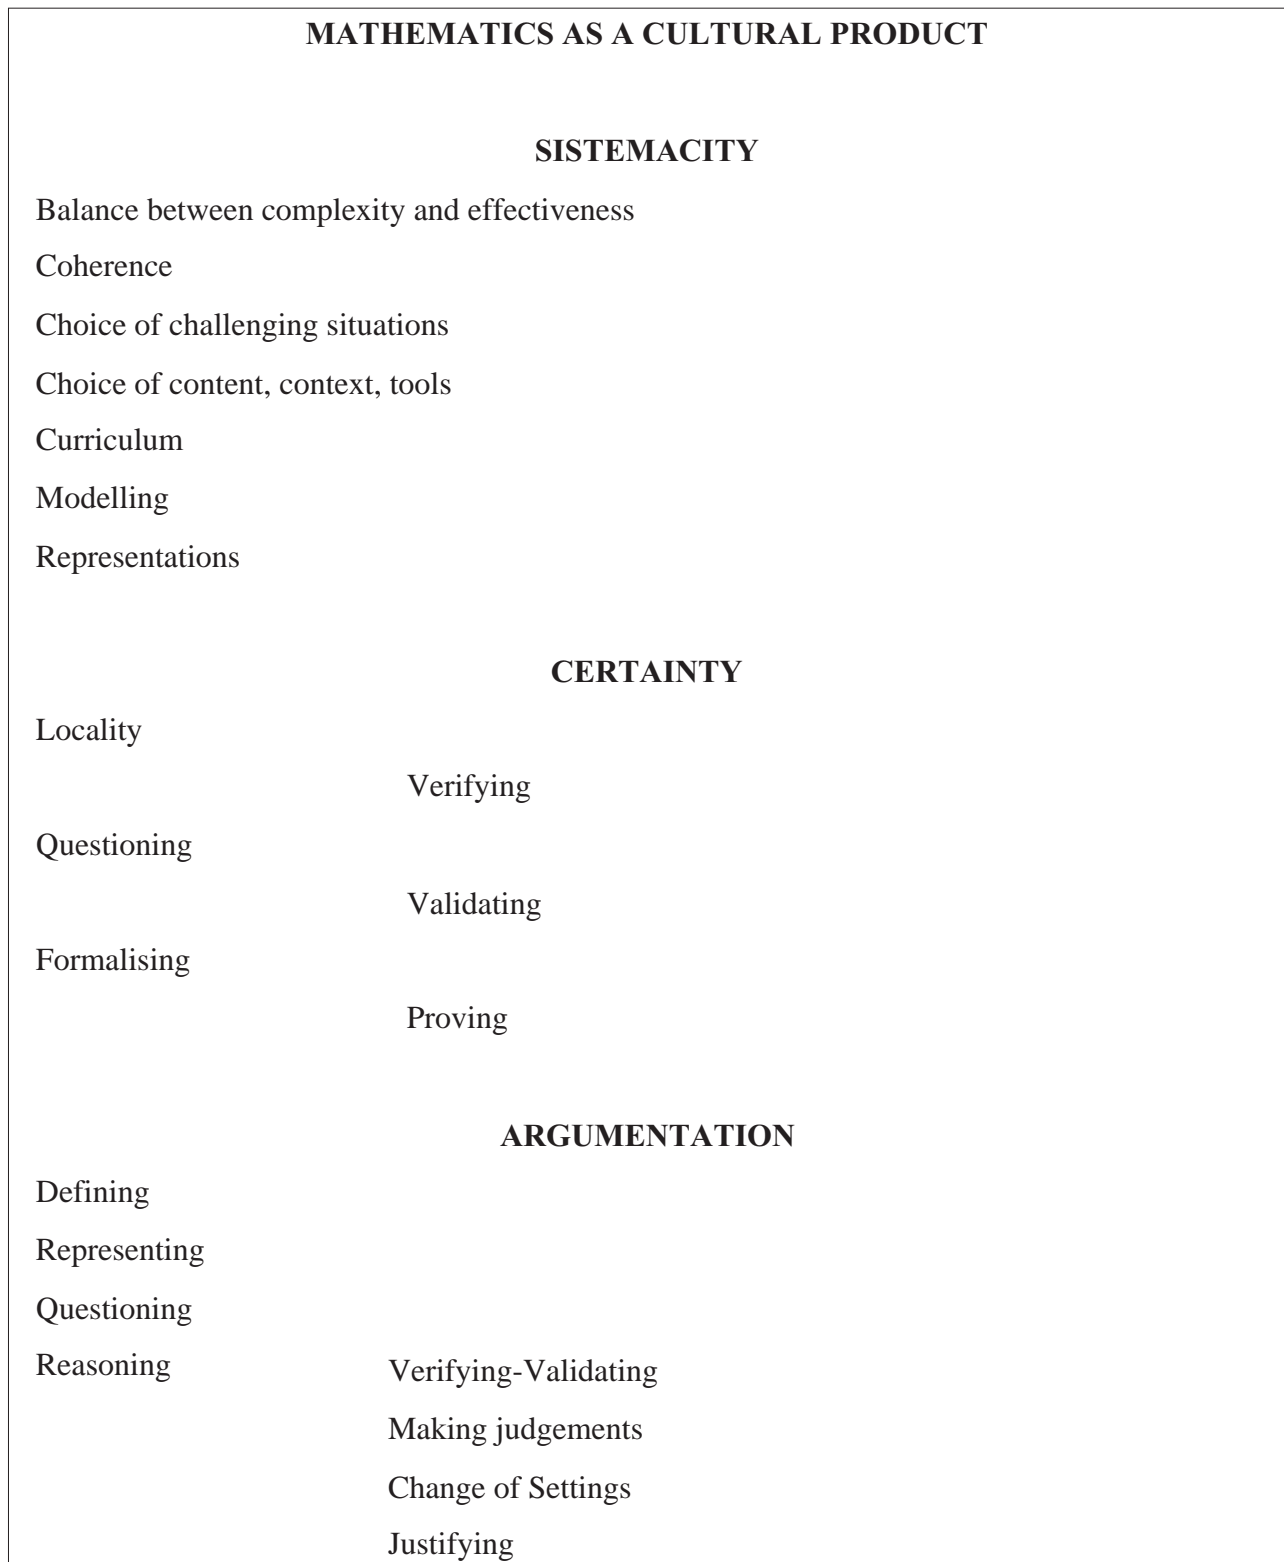 MATHEMATICS AS A CULTURAL PRODUCT
SISTEMACITY
Balance between complexity and effectiveness
Coherence
Choice of challenging situations
Choice of content, context, tools
Curriculum
Modelling
Representations
CERTAINTY
Locality
Verifying
Questioning
Validating
Formalising
Proving
ARGUMENTATION
Defining
Representing
Questioning
Reasoning Verifying-Validating
Making judgements
Change of Settings
Justifying